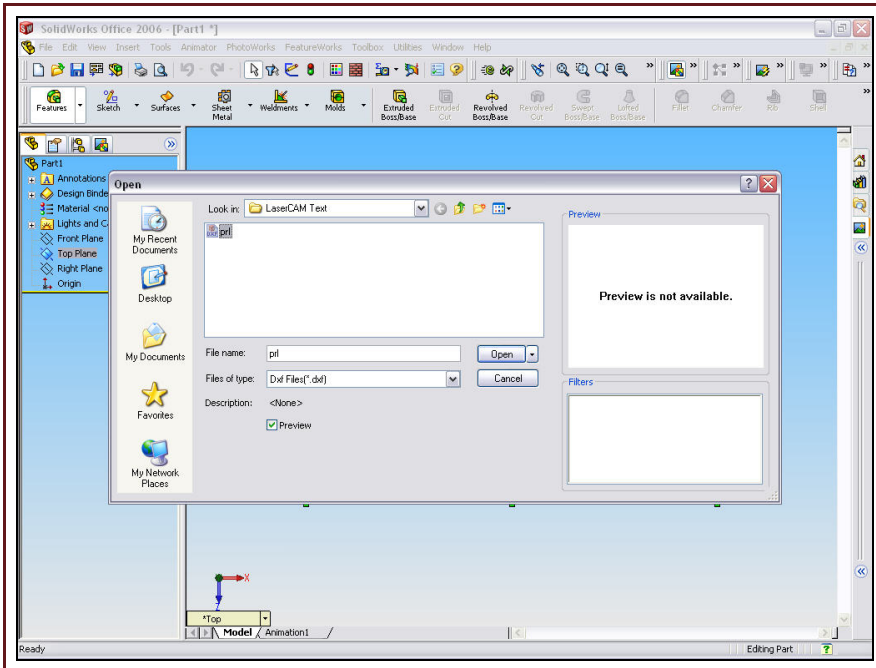 SolidWorks Office 2006 - [Part1 *]
File Edit View Insert Tools Animator PhotoWorks FeatureWorks Toolbox Utilities Window Help
Features Sketch Surfaces Sheet Metal Weldments Molds Extruded Boss/Base Extruded Cut Revolved Boss/Base Revolved Cut Swept Boss/Base Lofted Boss/Base Fillet Chamfer Rib Shell
Part1
Annotations
Design Binde
Material <no
Lights and C
Front Plane
Top Plane
Right Plane
Origin
Open
Look in: LaserCAM Text
prl
My Recent Documents
Desktop
My Documents
Favorites
My Network Places
File name: prl
Open
Files of type: Dxf Files(*.dxf)
Cancel
Description: <None>
Preview
Preview
Preview is not available.
Filters
X
Z
*Top
Model Animation1
Ready
Editing Part